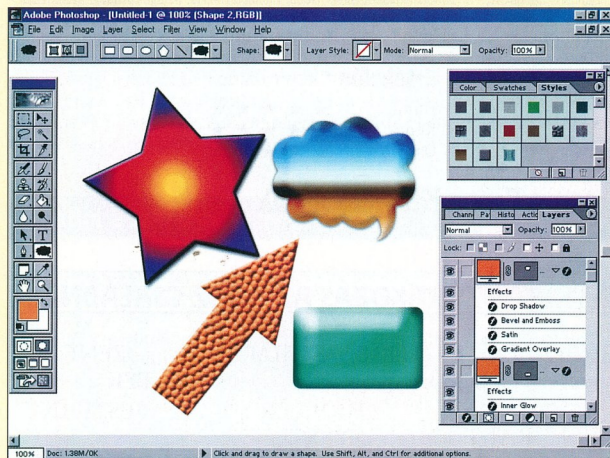 Adobe Photoshop - [Untitled-1 @ 100% (Shape 2,RGB)]
File Edit Image Layer Select Filter View Window Help
Shape: Layer Style: Mode: Normal Opacity: 100%
Color Swatches Styles
T
Chann Pa Histo Actic Layers
Normal Opacity: 100%
Lock:
Effects
Drop Shadow
Bevel and Emboss
Satin
Gradient Overlay
Effects
Inner Glow
100% Doc: 1.38M/0K Click and drag to draw a shape. Use Shift, Alt, and Ctrl for additional options.